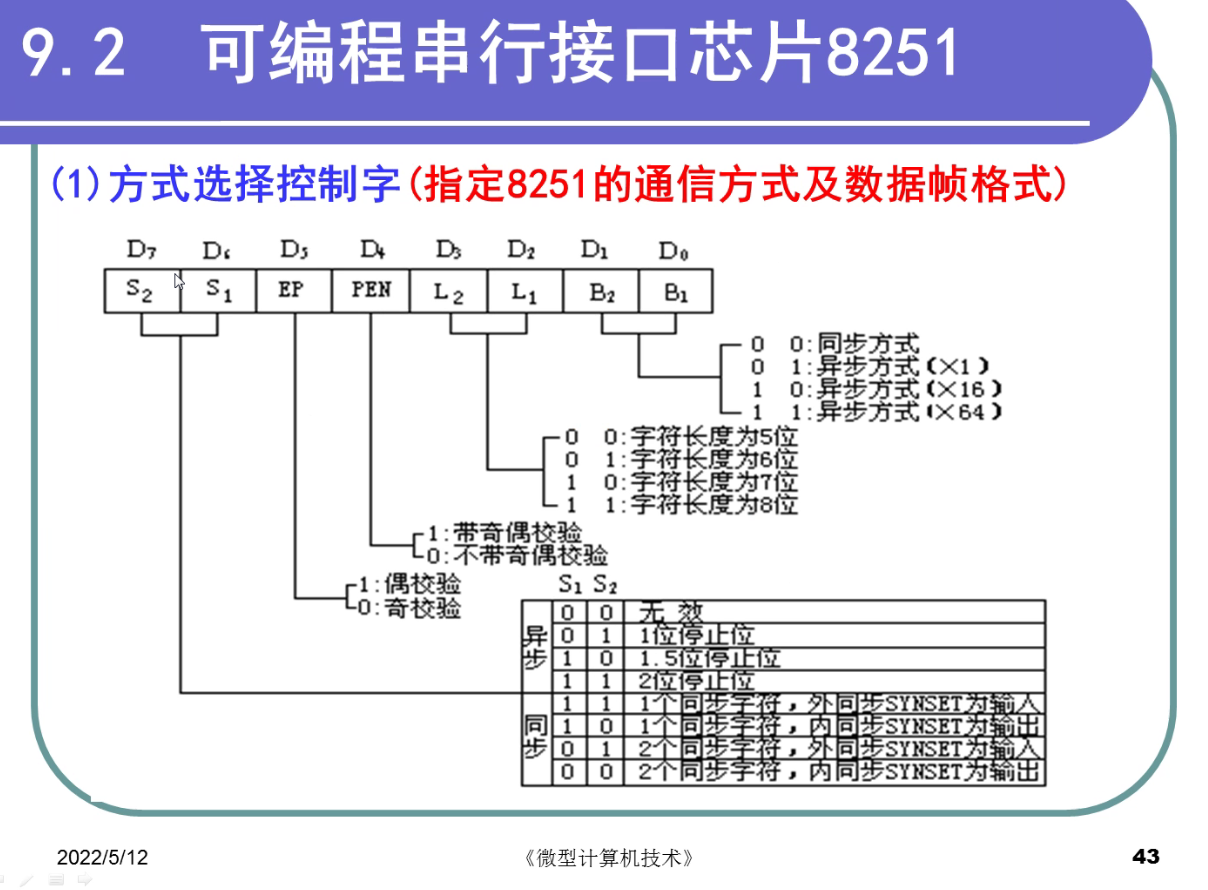 9.2 可编程串行接口芯片8251
(1)方式选择控制字(指定8251的通信方式及数据帧格式)
D7 D6 D5 D4 D3 D2 D1 D0
S2 S1 EP PEN L2 L1 B2 B1
0 0:同步方式
0 1:异步方式(×1)
1 0:异步方式(×16)
1 1:异步方式(×64)
0 0:字符长度为5位
0 1:字符长度为6位
1 0:字符长度为7位
1 1:字符长度为8位
1:带奇偶校验
0:不带奇偶校验
1:偶校验
0:奇校验
S1 S2
异步
0 0 无 效
0 1 1位停止位
1 0 1.5位停止位
1 1 2位停止位
同步
1 1 1个同步字符，外同步SYNSET为输入
1 0 1个同步字符，内同步SYNSET为输出
0 1 2个同步字符，外同步SYNSET为输入
0 0 2个同步字符，内同步SYNSET为输出
2022/5/12
《微型计算机技术》
43